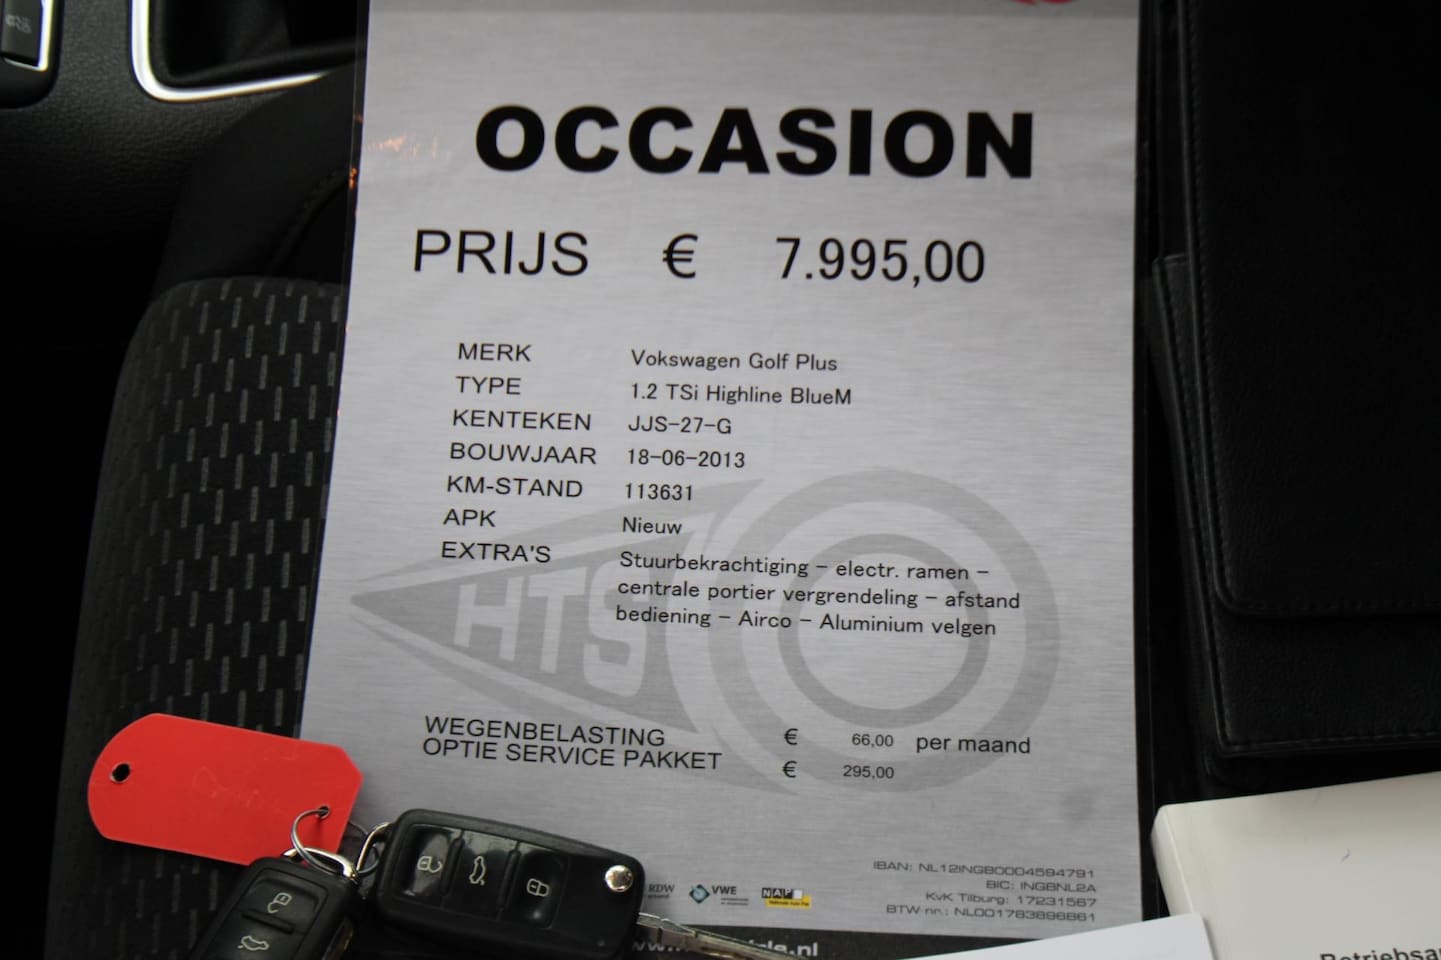 OCCASION
PRIJS € 7.995,00
MERK Vokswagen Golf Plus
TYPE 1.2 TSi Highline BlueM
KENTEKEN JJS-27-G
BOUWJAAR 18-06-2013
KM-STAND 113631
APK Nieuw
EXTRA'S Stuurbekrachtiging - electr. ramen -
centrale portier vergrendeling - afstand
bediening - Airco - Aluminium velgen
HTS
WEGENBELASTING € 66,00 per maand
OPTIE SERVICE PAKKET € 295,00
IBAN: NL12INGB0004594791
BIC: INGBNL2A
KvK Tilburg: 17231567
BTW nr.: NL001783896B61
RDW
VWE
NAP
.nl